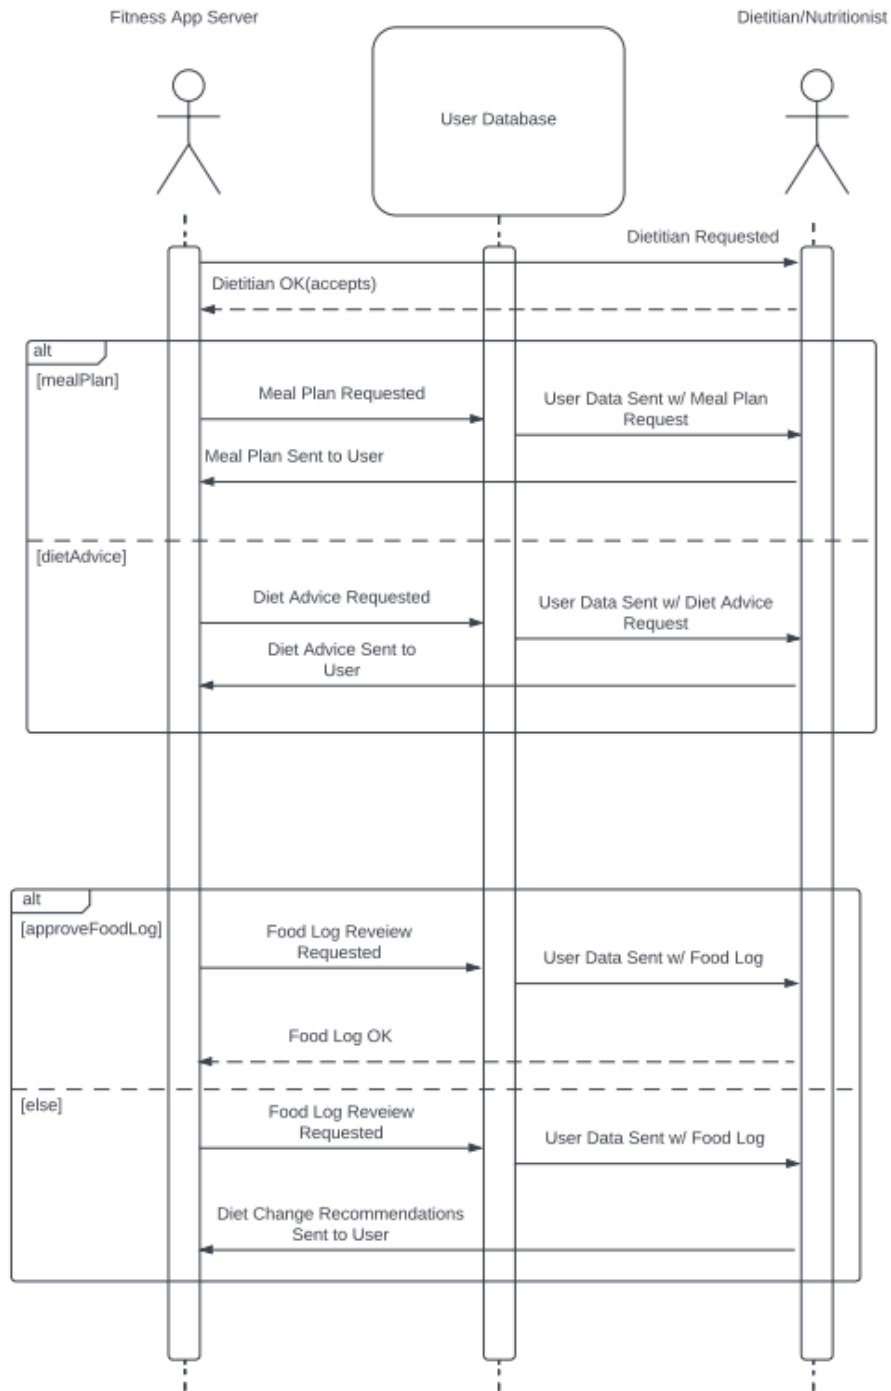 Fitness App Server
Dietitian/Nutritionist
User Database
Dietitian Requested
Dietitian OK(accepts)
alt
[mealPlan]
Meal Plan Requested
User Data Sent w/ Meal Plan
Request
Meal Plan Sent to User
[dietAdvice]
Diet Advice Requested
User Data Sent w/ Diet Advice
Request
Diet Advice Sent to
User
alt
[approveFoodLog]
Food Log Reveiew
Requested
User Data Sent w/ Food Log
Food Log OK
[else]
Food Log Reveiew
Requested
User Data Sent w/ Food Log
Diet Change Recommendations
Sent to User